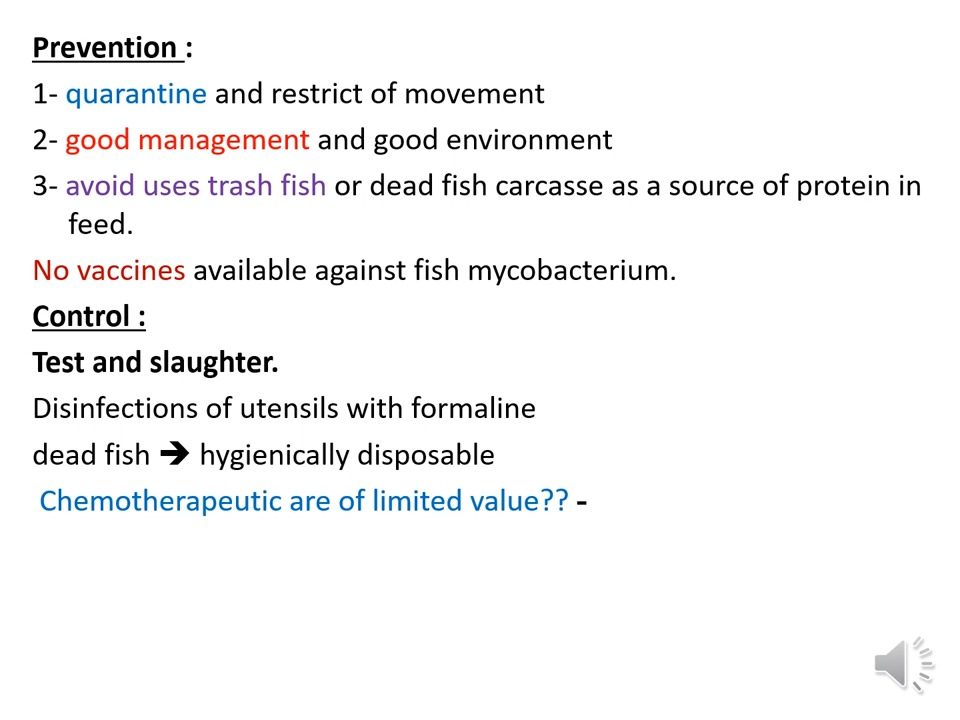 Prevention :
1- quarantine and restrict of movement
2- good management and good environment
3- avoid uses trash fish or dead fish carcasse as a source of protein in
feed.
No vaccines available against fish mycobacterium.
Control :
Test and slaughter.
Disinfections of utensils with formaline
dead fish ➔ hygienically disposable
Chemotherapeutic are of limited value?? -